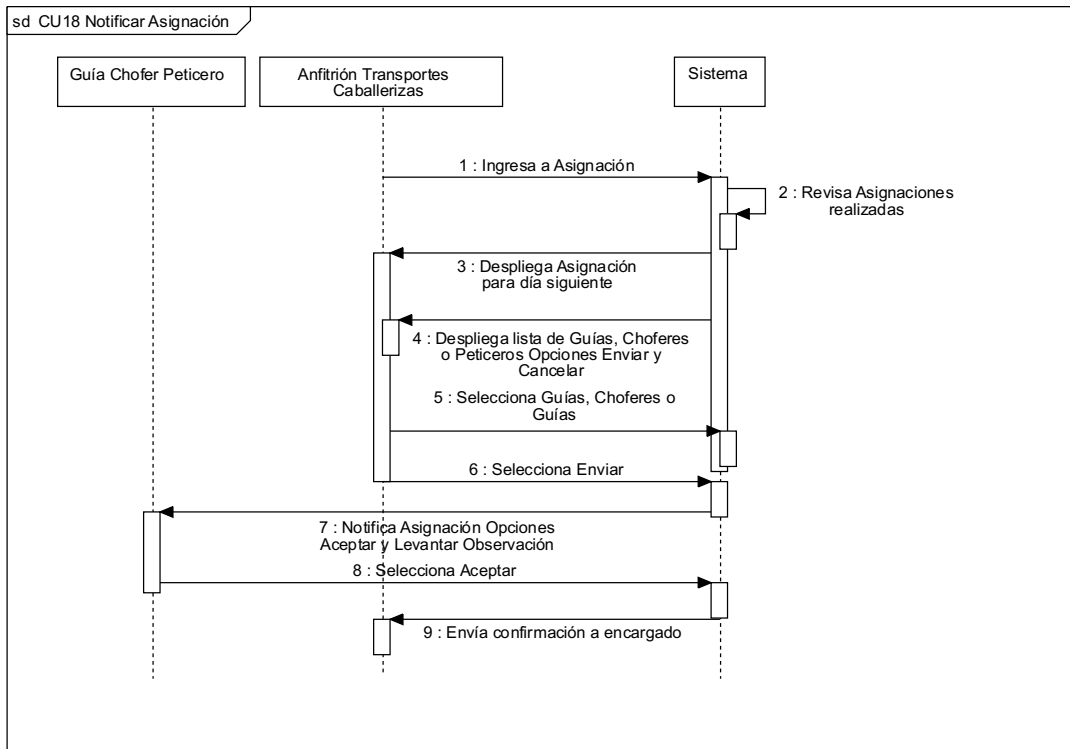 sd CU18 Notificar Asignación
Guía Chofer Peticero
Anfitrión Transportes
Caballerizas
Sistema
1 : Ingresa a Asignación
2 : Revisa Asignaciones
realizadas
3 : Despliega Asignación
para día siguiente
4 : Despliega lista de Guías, Choferes
o Peticeros Opciones Enviar y
Cancelar
5 : Selecciona Guías, Choferes o
Guías
6 : Selecciona Enviar
7 : Notifica Asignación Opciones
Aceptar y Levantar Observación
8 : Selecciona Aceptar
9 : Envía confirmación a encargado